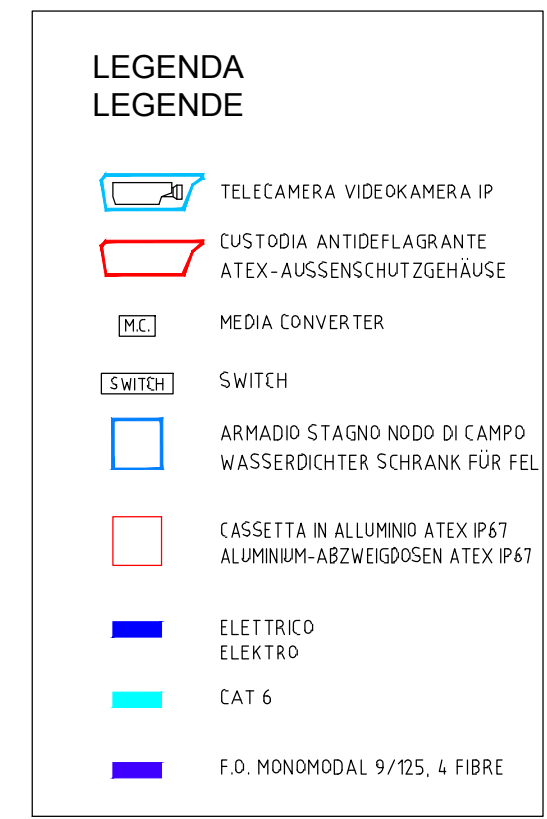 LEGENDA
LEGENDE
TELECAMERA VIDEOKAMERA IP
CUSTODIA ANTIDEFLAGRANTE
ATEX-AUSSENSCHUTZGEHÄUSE
M.C. MEDIA CONVERTER
SWITCH SWITCH
ARMADIO STAGNO NODO DI CAMPO
WASSERDICHTER SCHRANK FÜR FEL
CASSETTA IN ALLUMINIO ATEX IP67
ALUMINIUM-ABZWEIGDOSEN ATEX IP67
ELETTRICO
ELEKTRO
CAT 6
F.O. MONOMODAL 9/125, 4 FIBRE